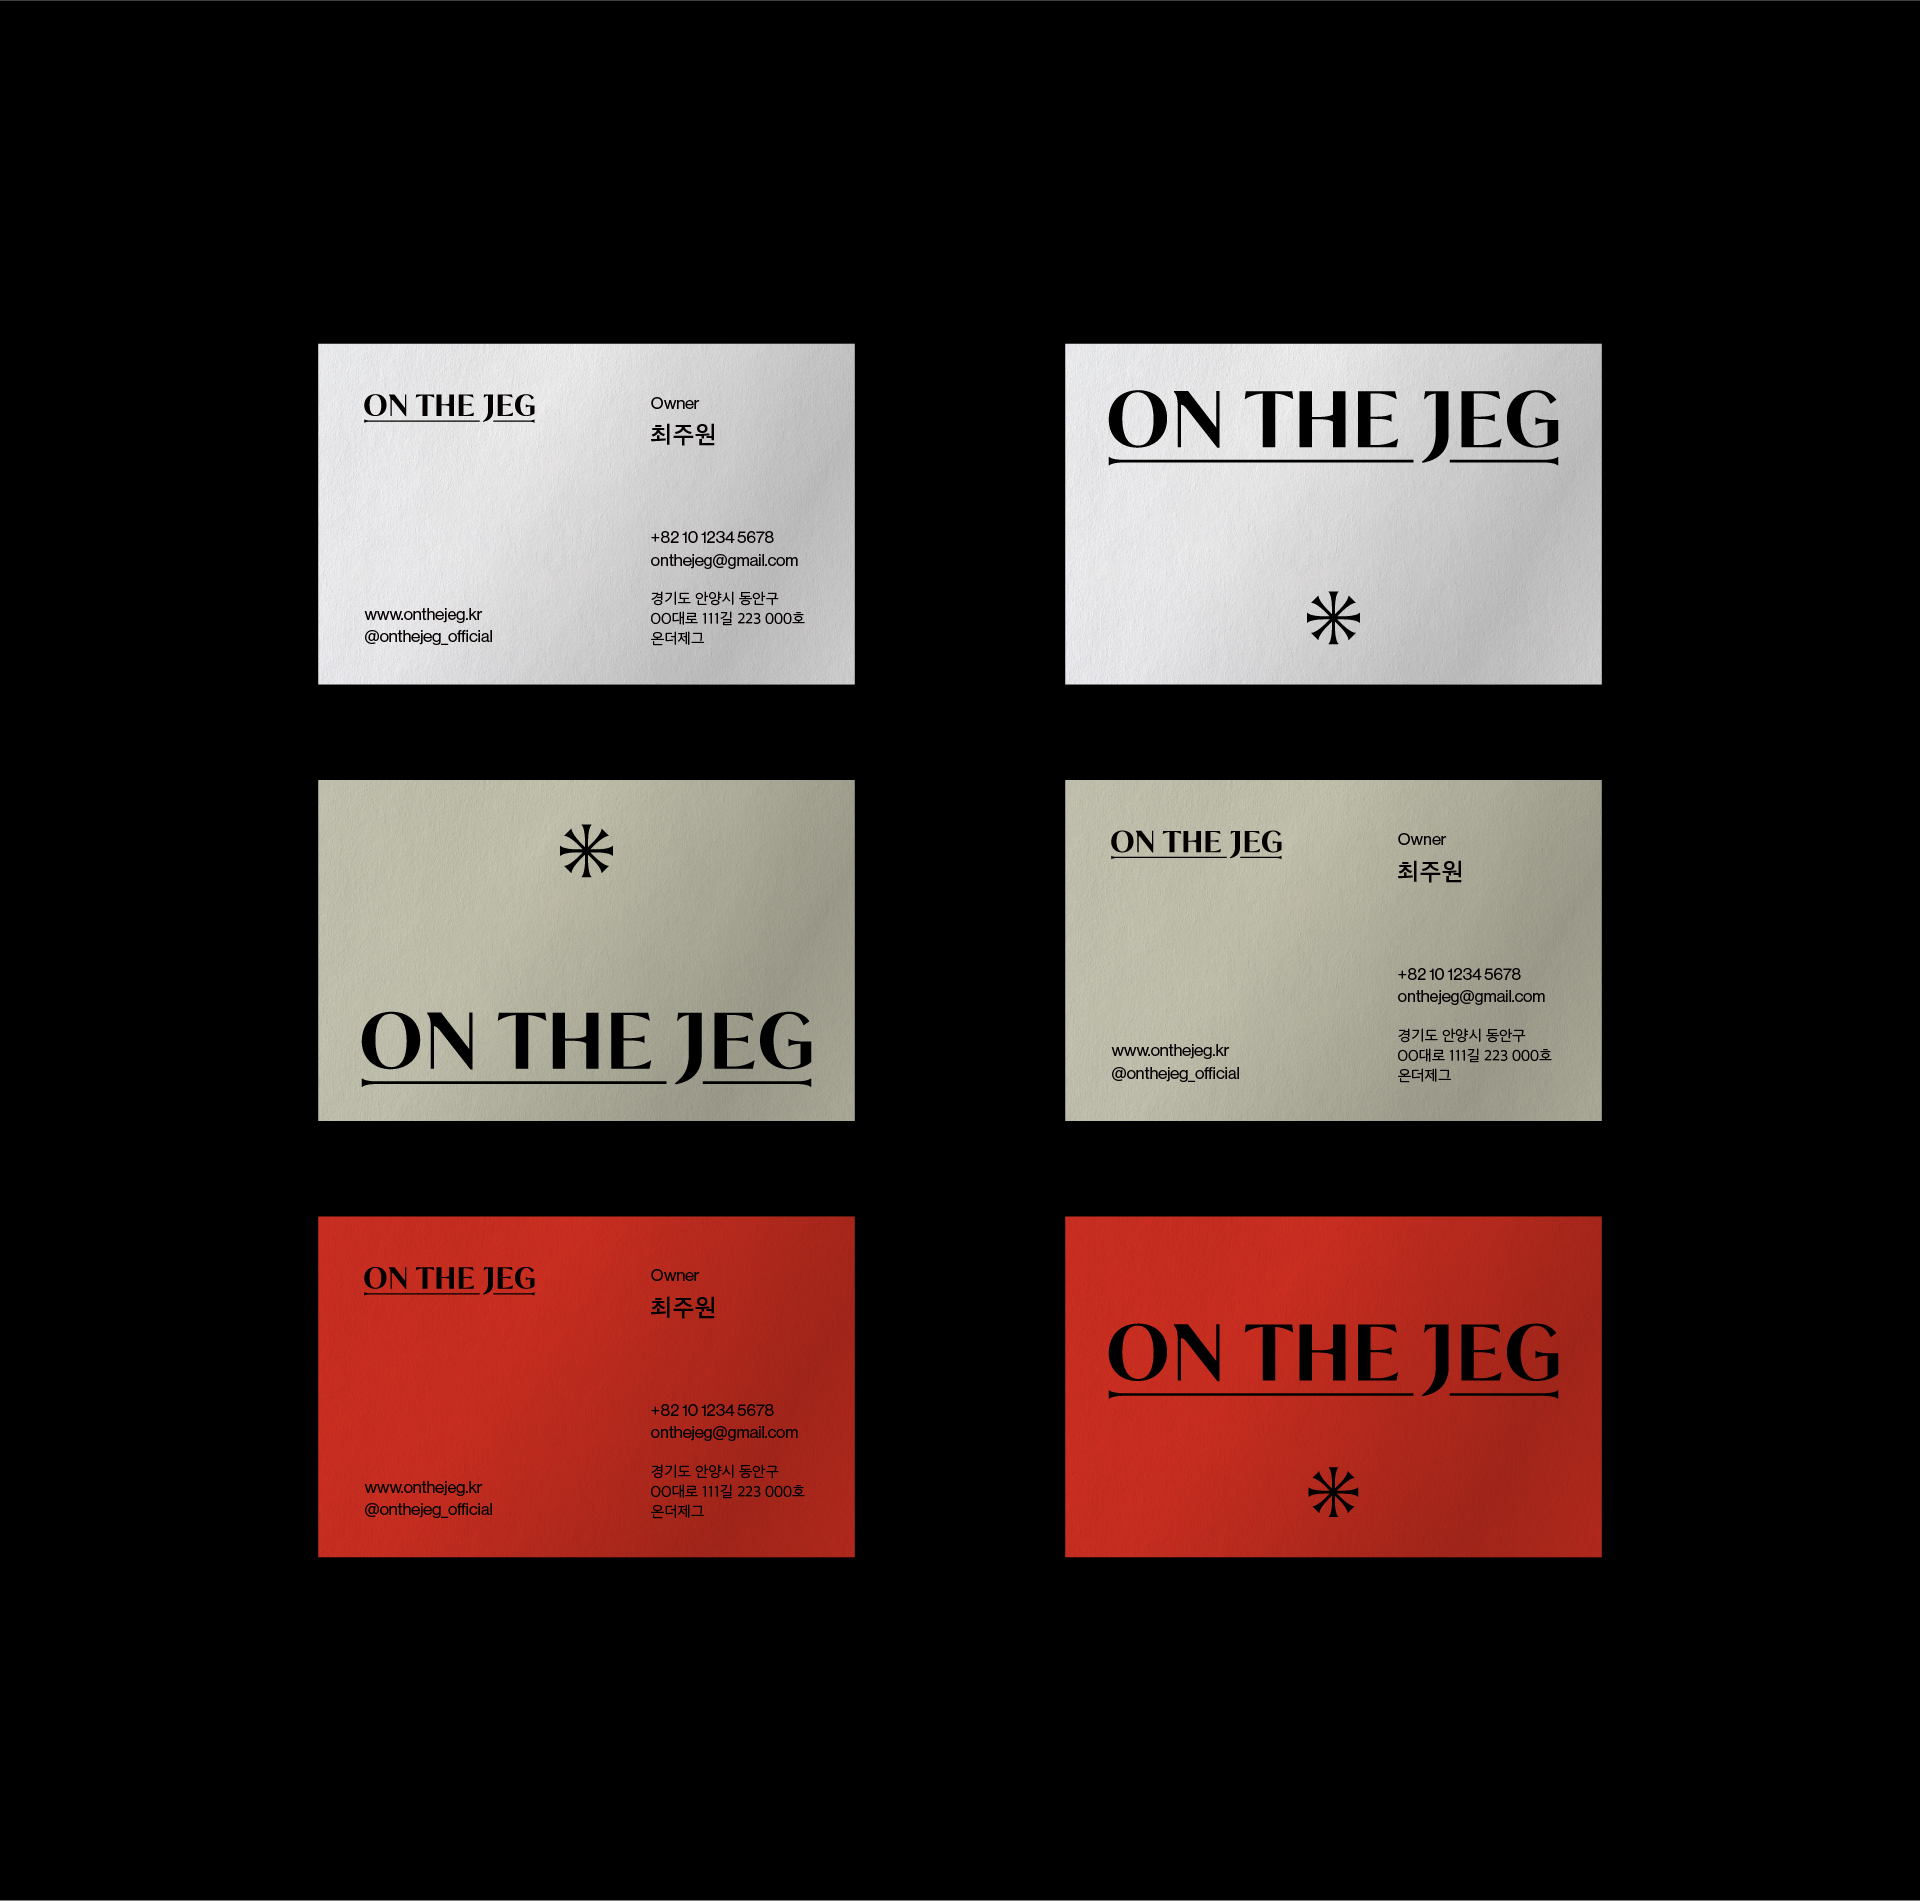 ON THE JEG
Owner
최주원
+82 10 1234 5678
onthejeg@gmail.com
www.onthejeg.kr
@onthejeg_official
경기도 안양시 동안구
OO대로 111길 223 000호
온더제그
ON THE JEG
ON THE JEG
ON THE JEG
Owner
최주원
+82 10 1234 5678
onthejeg@gmail.com
www.onthejeg.kr
@onthejeg_official
경기도 안양시 동안구
OO대로 111길 223 000호
온더제그
ON THE JEG
Owner
최주원
+82 10 1234 5678
onthejeg@gmail.com
www.onthejeg.kr
@onthejeg_official
경기도 안양시 동안구
OO대로 111길 223 000호
온더제그
ON THE JEG